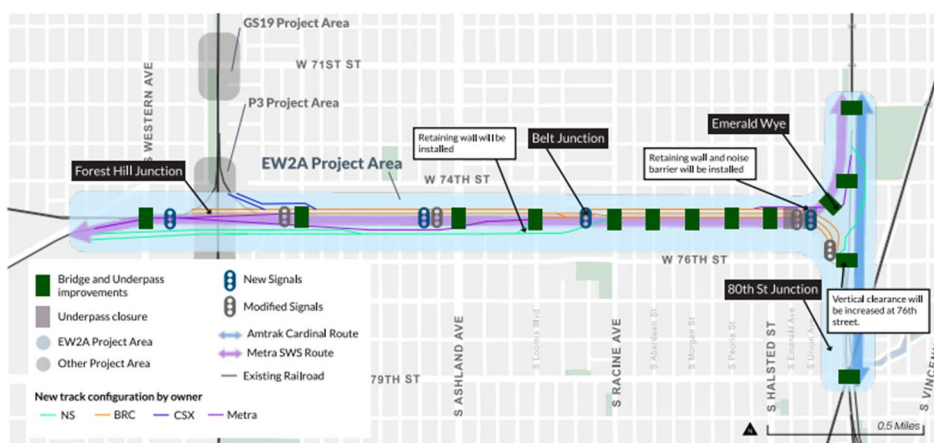 GS19 Project Area
W 71ST ST
S WESTERN AVE
P3 Project Area
Retaining wall will be
installed
Belt Junction
Emerald Wye
EW2A Project Area
Retaining wall and noise
barrier will be installed
Forest Hill Junction
W 74TH ST
W 76TH ST
80th St Junction
Vertical clearance will
be increased at 76th
street.
Bridge and Underpass
improvements
Underpass closure
EW2A Project Area
Other Project Area
New Signals
Modified Signals
Amtrak Cardinal Route
Metra SWS Route
Existing Railroad
New track configuration by owner
NS
BRC
CSX
Metra
79TH ST
S ASHLAND AVE
S Loomis Blvd
S RACINE AVE
S Aberdeen St
S Morgan St
S Peoria St
S HALSTED ST
S Emerald Ave
S Union Ave
S VINCEN
0.5 Miles